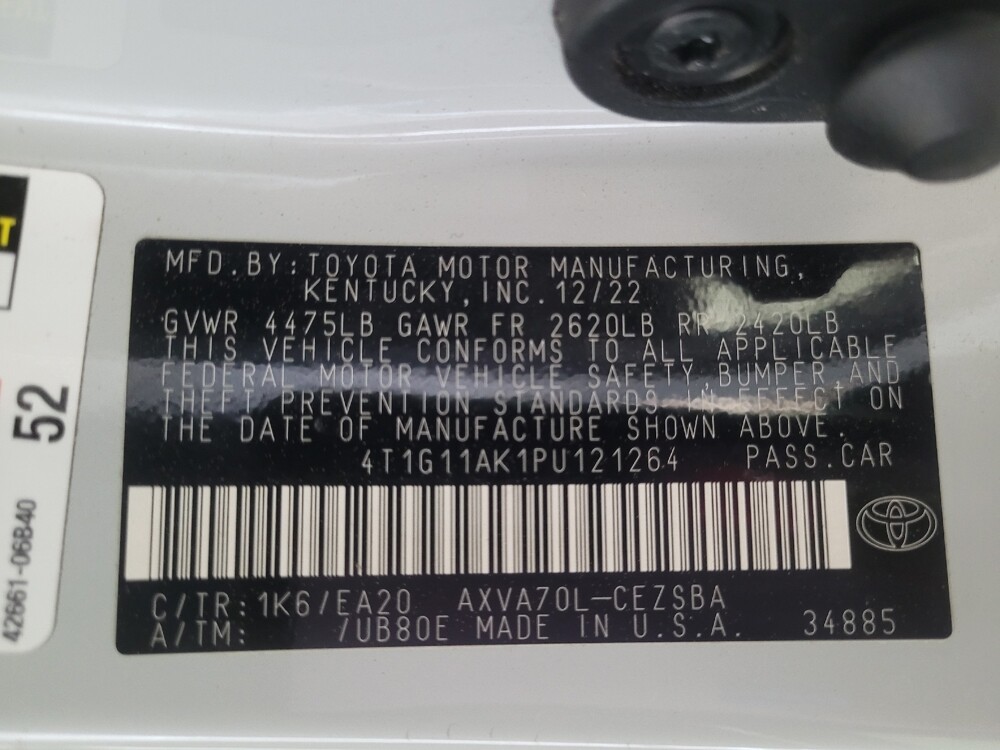 MFD.BY:TOYOTA MOTOR MANUFACTURING,
KENTUCKY,INC.12/22
GVWR 4475LB GAWR FR 2620LB RR 2420LB
THIS VEHICLE CONFORMS TO ALL APPLICABLE
FEDERAL MOTOR VEHICLE SAFETY,BUMPER,AND
THEFT PREVENTION STANDARDS IN EFFECT ON
THE DATE OF MANUFACTURE SHOWN ABOVE.
4T1G11AK1PU121264 PASS.CAR
C/TR:1K6/EA20 AXVA70L-CEZSBA
A/TM: /UB80E MADE IN U.S.A. 34885
T
52
42661-06B40